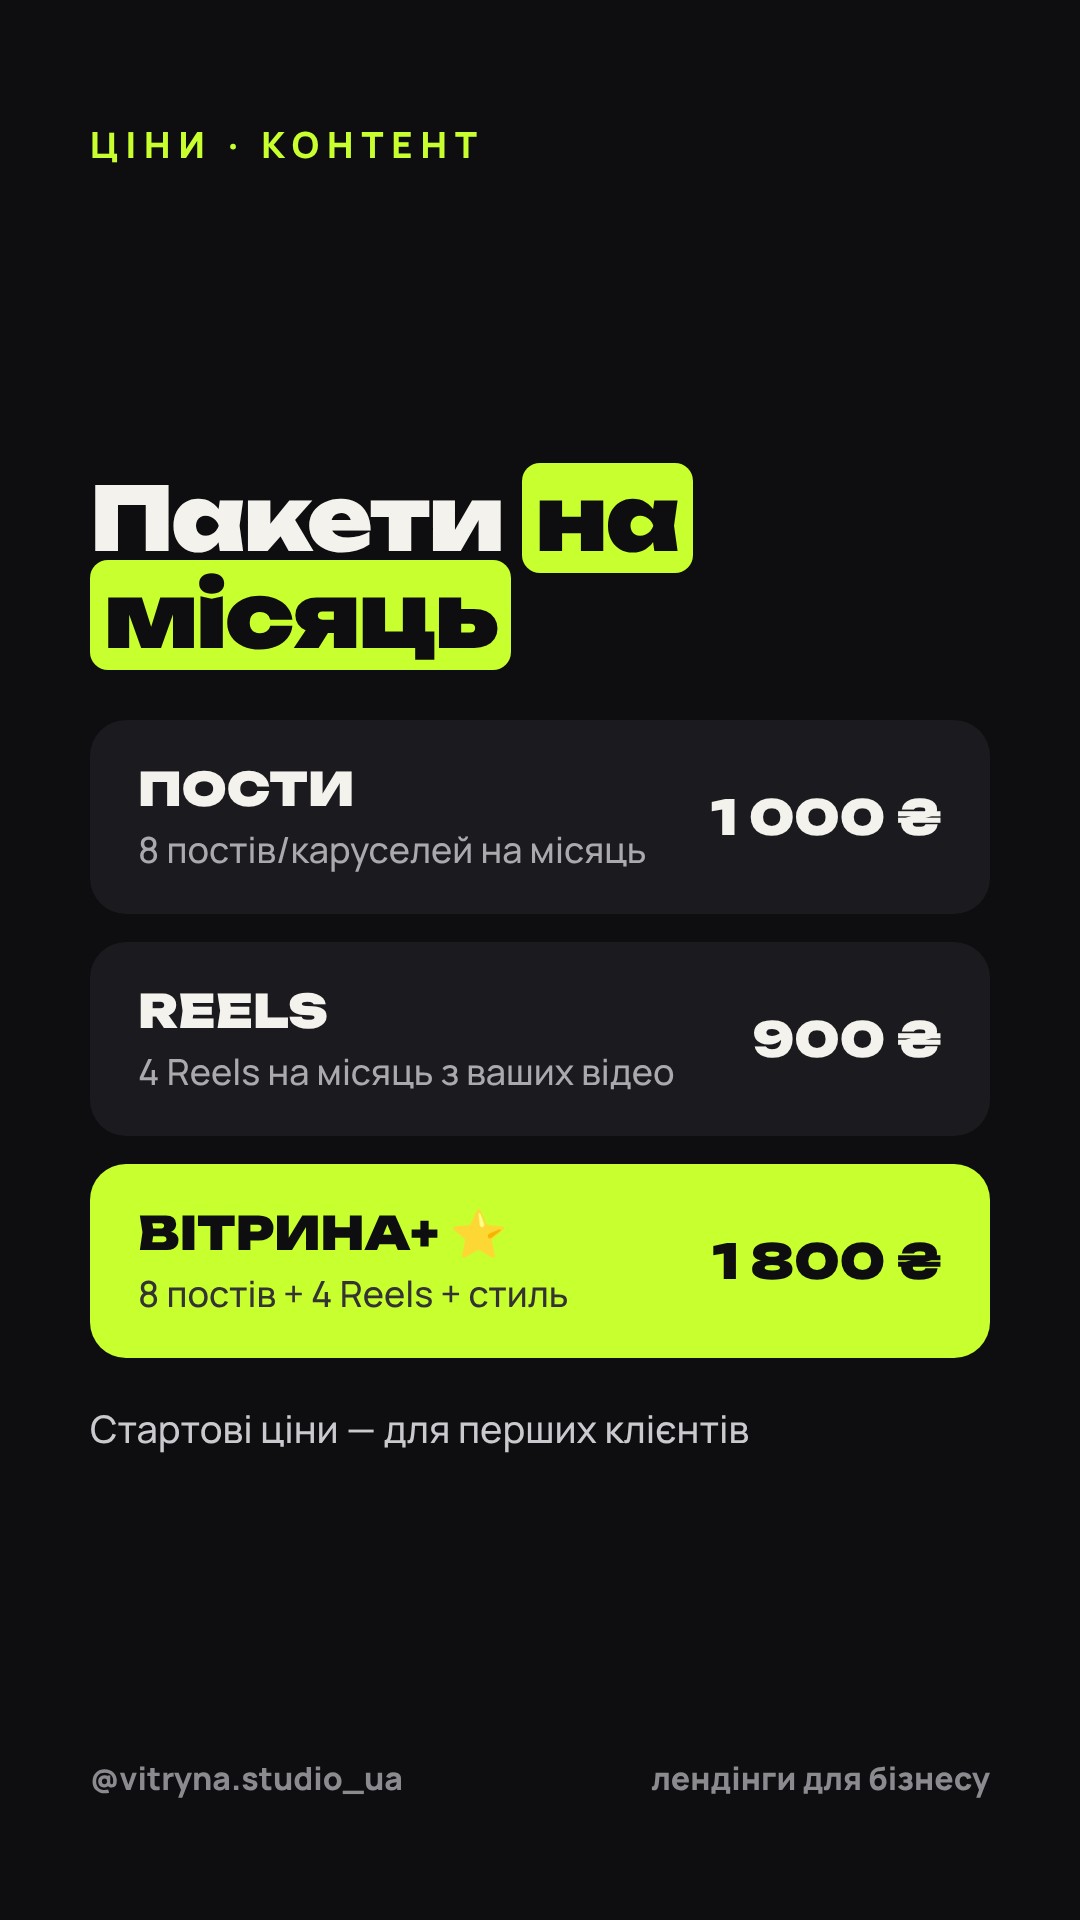 ЦІНИ · КОНТЕНТ
Пакети на
місяць
ПОСТИ
8 постів/каруселей на місяць
1 000 ₴
REELS
4 Reels на місяць з ваших відео
900 ₴
ВІТРИНА+ ⭐
8 постів + 4 Reels + стиль
1 800 ₴
Стартові ціни — для перших клієнтів
@vitryna.studio_ua
лендінги для бізнесу